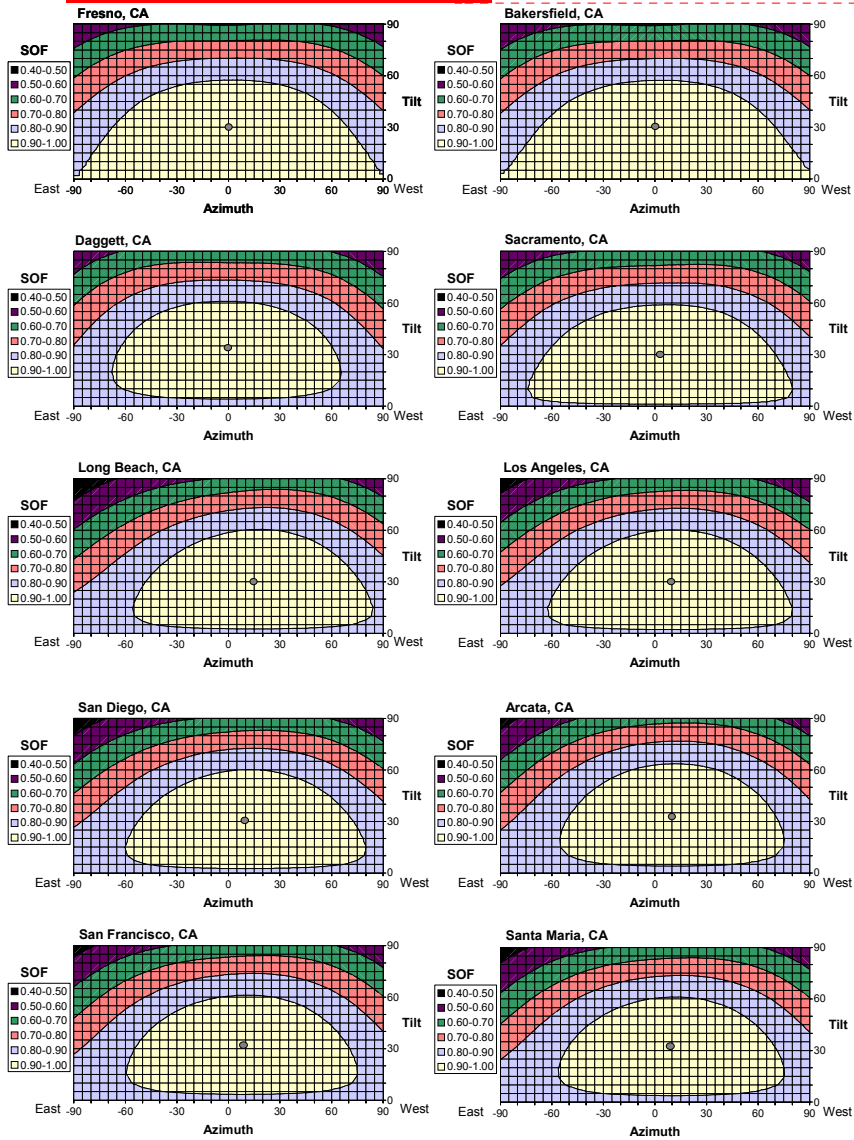 Fresno, CA
SOF
0.40-0.50
0.50-0.60
0.60-0.70
0.70-0.80
0.80-0.90
0.90-1.00
90
60
Tilt
30
0
East -90 -60 -30 0 30 60 90 West
Azimuth
Bakersfield, CA
SOF
0.40-0.50
0.50-0.60
0.60-0.70
0.70-0.80
0.80-0.90
0.90-1.00
90
60
Tilt
30
0
East -90 -60 -30 0 30 60 90 West
Azimuth
Daggett, CA
SOF
0.40-0.50
0.50-0.60
0.60-0.70
0.70-0.80
0.80-0.90
0.90-1.00
90
60
Tilt
30
0
East -90 -60 -30 0 30 60 90 West
Azimuth
Sacramento, CA
SOF
0.40-0.50
0.50-0.60
0.60-0.70
0.70-0.80
0.80-0.90
0.90-1.00
90
60
Tilt
30
0
East -90 -60 -30 0 30 60 90 West
Azimuth
Long Beach, CA
SOF
0.40-0.50
0.50-0.60
0.60-0.70
0.70-0.80
0.80-0.90
0.90-1.00
90
60
Tilt
30
0
East -90 -60 -30 0 30 60 90 West
Azimuth
Los Angeles, CA
SOF
0.40-0.50
0.50-0.60
0.60-0.70
0.70-0.80
0.80-0.90
0.90-1.00
90
60
Tilt
30
0
East -90 -60 -30 0 30 60 90 West
Azimuth
San Diego, CA
SOF
0.40-0.50
0.50-0.60
0.60-0.70
0.70-0.80
0.80-0.90
0.90-1.00
90
60
Tilt
30
0
East -90 -60 -30 0 30 60 90 West
Azimuth
Arcata, CA
SOF
0.40-0.50
0.50-0.60
0.60-0.70
0.70-0.80
0.80-0.90
0.90-1.00
90
60
Tilt
30
0
East -90 -60 -30 0 30 60 90 West
Azimuth
San Francisco, CA
SOF
0.40-0.50
0.50-0.60
0.60-0.70
0.70-0.80
0.80-0.90
0.90-1.00
90
60
Tilt
30
0
East -90 -60 -30 0 30 60 90 West
Azimuth
Santa Maria, CA
SOF
0.40-0.50
0.50-0.60
0.60-0.70
0.70-0.80
0.80-0.90
0.90-1.00
90
60
Tilt
30
0
East -90 -60 -30 0 30 60 90 West
Azimuth